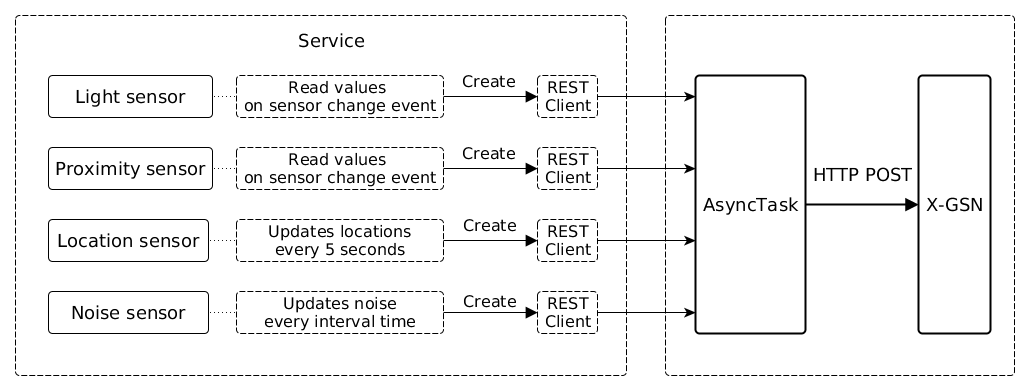 Service
Light sensor
Read values
on sensor change event
Create
REST
Client
Proximity sensor
Read values
on sensor change event
Create
REST
Client
Location sensor
Updates locations
every 5 seconds
Create
REST
Client
Noise sensor
Updates noise
every interval time
Create
REST
Client
AsyncTask
HTTP POST
X-GSN